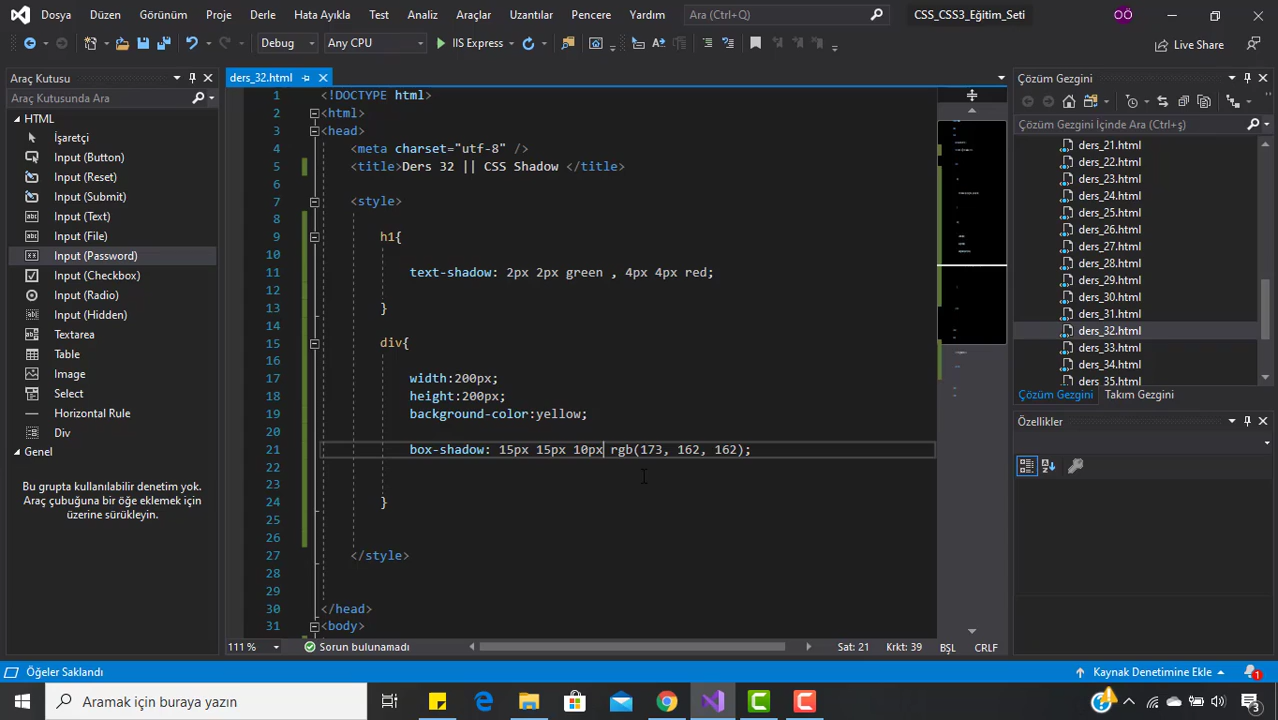 Dosya Düzen Görünüm Proje Derle Hata Ayıkla Test Analiz Araçlar Uzantılar Pencere Yardım Ara (Ctrl+Q) CSS_CSS3_Eğitim_Seti OÖ
Debug Any CPU IIS Express Live Share
Araç Kutusu
Araç Kutusunda Ara
HTML
İşaretçi
Input (Button)
Input (Reset)
Input (Submit)
Input (Text)
Input (File)
Input (Password)
Input (Checkbox)
Input (Radio)
Input (Hidden)
Textarea
Table
Image
Select
Horizontal Rule
Div
Genel
Bu grupta kullanılabilir denetim yok.
Araç çubuğuna bir öğe eklemek için
üzerine sürükleyin.
ders_32.html
1 <!DOCTYPE html>
2 <html>
3 <head>
4 <meta charset="utf-8" />
5 <title>Ders 32 || CSS Shadow </title>
6
7 <style>
8
9 h1{
10
11 text-shadow: 2px 2px green , 4px 4px red;
12
13 }
14
15 div{
16
17 width:200px;
18 height:200px;
19 background-color:yellow;
20
21 box-shadow: 15px 15px 10px rgb(173, 162, 162);
22
23
24 }
25
26
27 </style>
28
29
30 </head>
31 <body>
111 % Sorun bulunamadı Sat: 21 Krkt: 39 BŞL CRLF
Çözüm Gezgini
Çözüm Gezgini İçinde Ara (Ctrl+ş)
ders_21.html
ders_22.html
ders_23.html
ders_24.html
ders_25.html
ders_26.html
ders_27.html
ders_28.html
ders_29.html
ders_30.html
ders_31.html
ders_32.html
ders_33.html
ders_34.html
ders_35.html
Çözüm Gezgini Takım Gezgini
Özellikler
Öğeler Saklandı Kaynak Denetimine Ekle 1
Aramak için buraya yazın 3